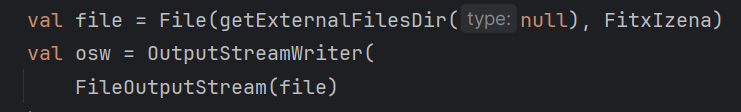 val file = File(getExternalFilesDir( type: null), FitxIzena)
val osw = OutputStreamWriter(
FileOutputStream(file)